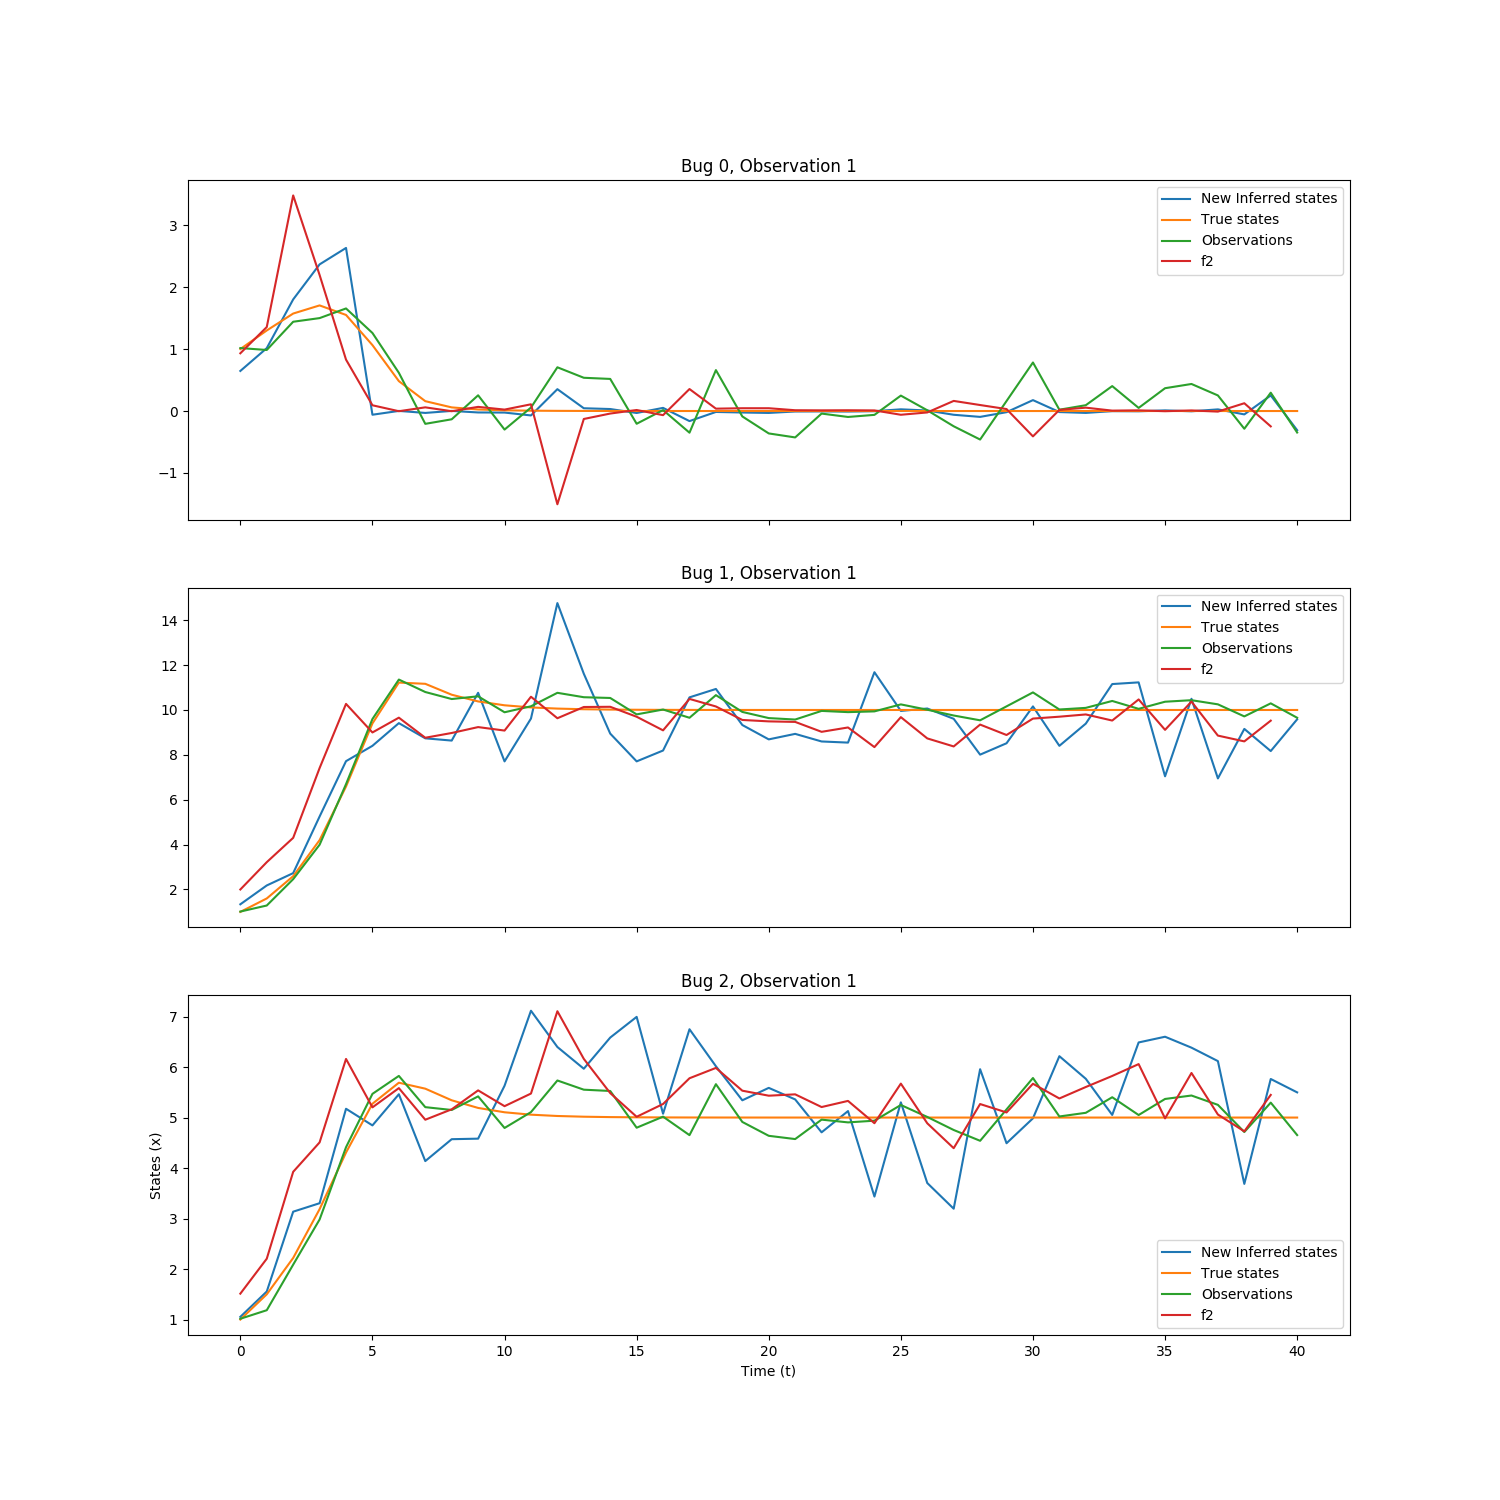 Bug 0, Observation 1
New Inferred states
True states
Observations
f2
3
2
1
0
−1
Bug 1, Observation 1
New Inferred states
True states
Observations
f2
14
12
10
8
6
4
2
Bug 2, Observation 1
7
6
5
4
3
2
1
States (x)
New Inferred states
True states
Observations
f2
0 5 10 15 20 25 30 35 40
Time (t)